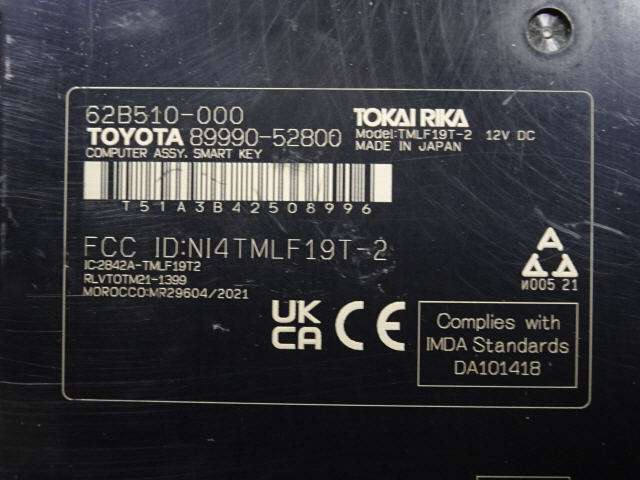 62B510-000
TOKAI RIKA
TOYOTA 89990-52800
Model:TMLF19T-2 12V DC
COMPUTER ASSY, SMART KEY
MADE IN JAPAN
T51A3B42508996
FCC ID:NI4TMLF19T-2
IC:2842A-TMLF19T2
RLVTOTM21-1399
MOROCCO:MR29604/2021
UK
CA
CE
и005 21
Complies with
IMDA Standards
DA101418